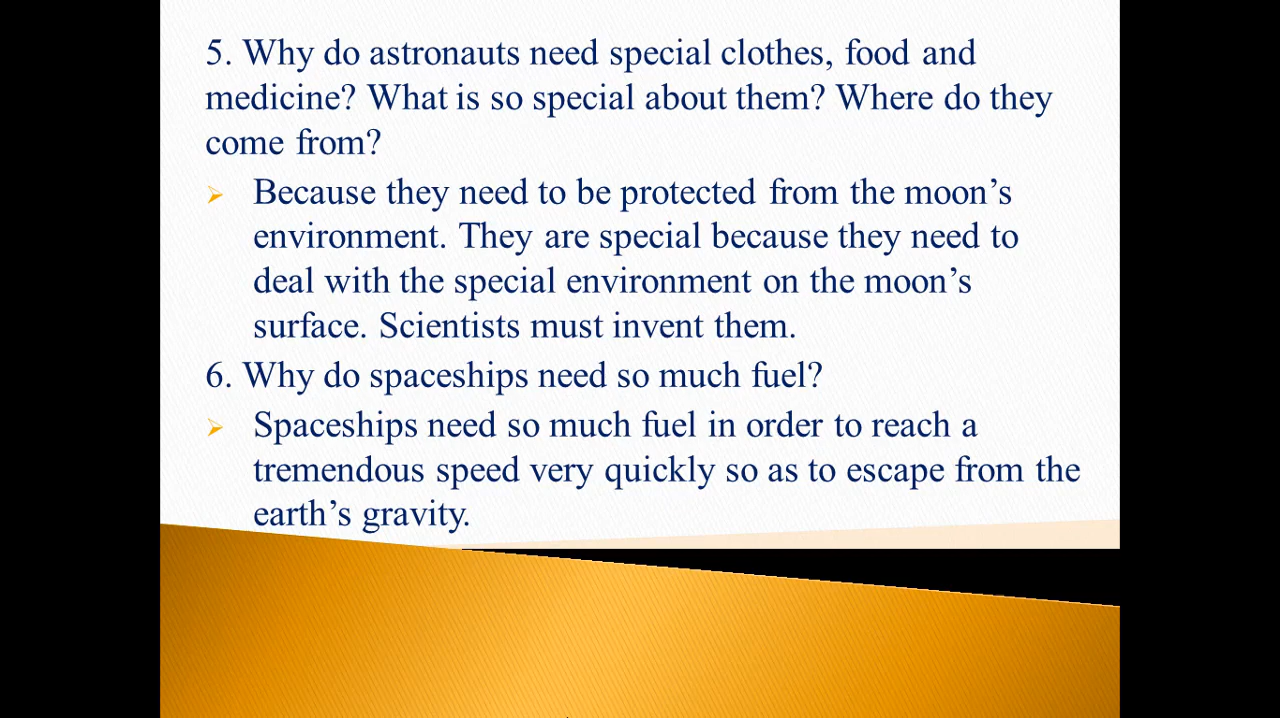 5. Why do astronauts need special clothes, food and
medicine? What is so special about them? Where do they
come from?
➢ Because they need to be protected from the moon’s
environment. They are special because they need to
deal with the special environment on the moon’s
surface. Scientists must invent them.
6. Why do spaceships need so much fuel?
➢ Spaceships need so much fuel in order to reach a
tremendous speed very quickly so as to escape from the
earth’s gravity.